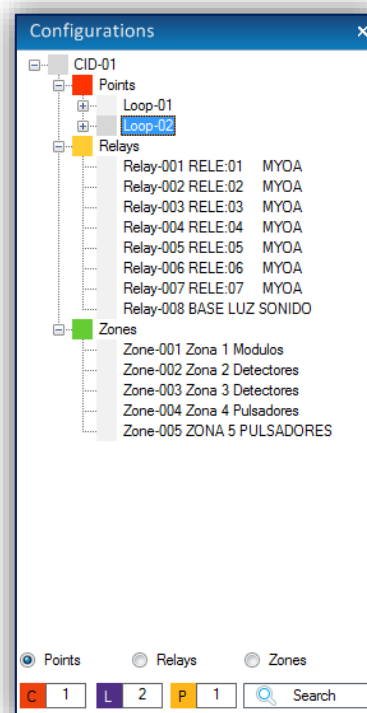 Configurations
CID-01
Points
Loop-01
Loop-02
Relays
Relay-001 RELE:01 MYOA
Relay-002 RELE:02 MYOA
Relay-003 RELE:03 MYOA
Relay-004 RELE:04 MYOA
Relay-005 RELE:05 MYOA
Relay-006 RELE:06 MYOA
Relay-007 RELE:07 MYOA
Relay-008 BASE LUZ SONIDO
Zones
Zone-001 Zona 1 Modulos
Zone-002 Zona 2 Detectores
Zone-003 Zona 3 Detectores
Zone-004 Zona 4 Pulsadores
Zone-005 ZONA 5 PULSADORES
Points Relays Zones
C 1 L 2 P 1 Search